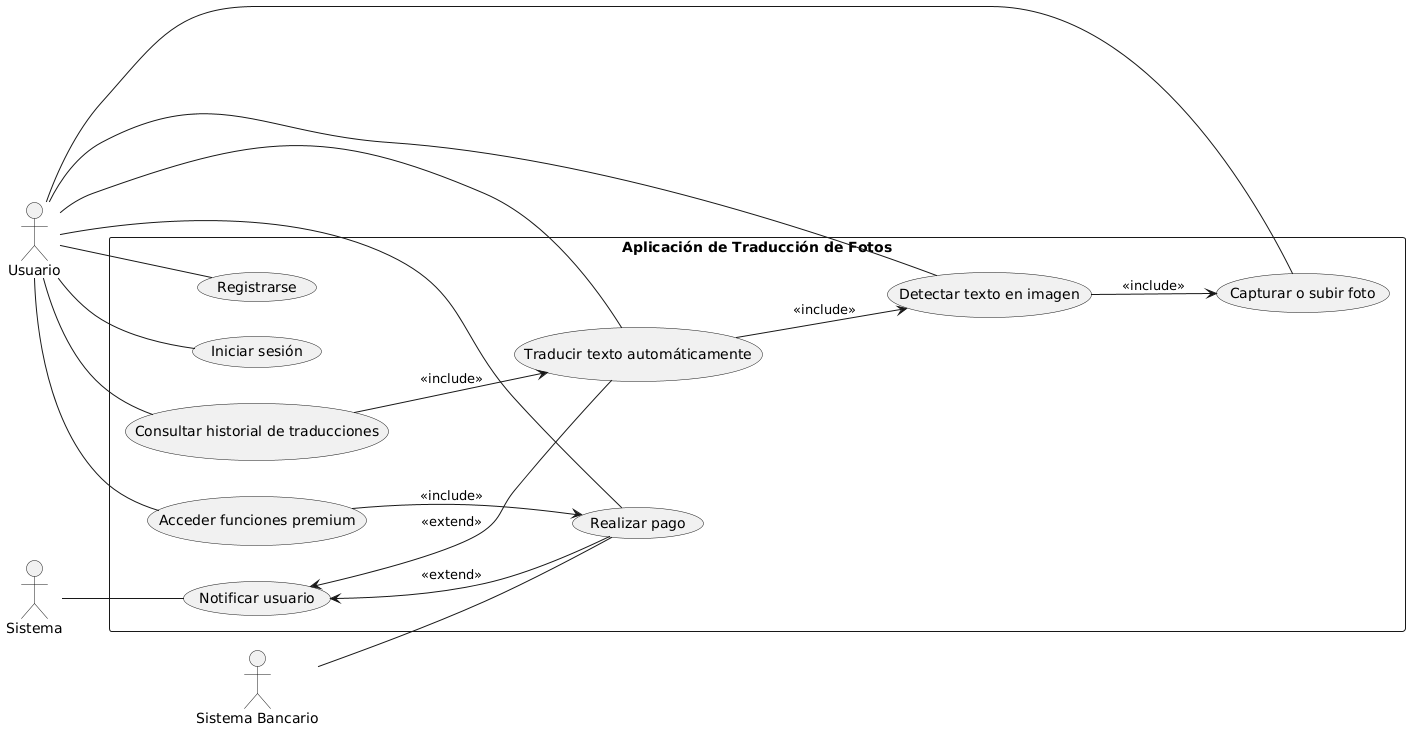 Aplicación de Traducción de Fotos
Usuario
Registrarse
Iniciar sesión
Consultar historial de traducciones
Acceder funciones premium
Notificar usuario
Traducir texto automáticamente
Realizar pago
Detectar texto en imagen
Capturar o subir foto
«include»
«include»
«include»
«include»
«extend»
«extend»
Sistema
Sistema Bancario